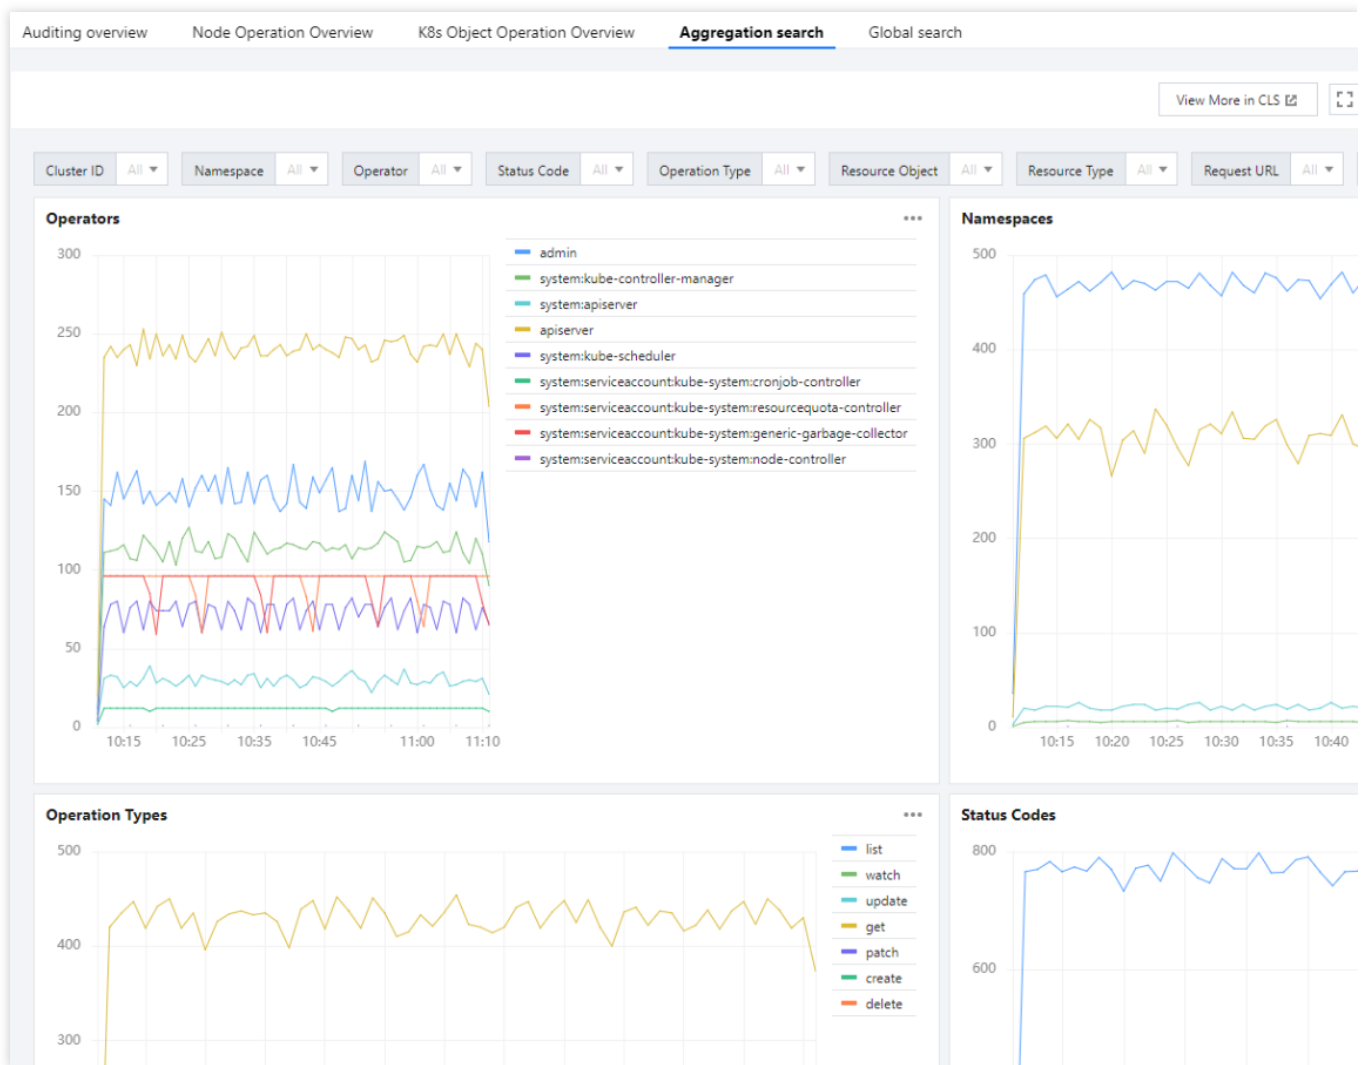 Auditing overview Node Operation Overview K8s Object Operation Overview Aggregation search Global search
View More in CLS
Cluster ID All Namespace All Operator All Status Code All Operation Type All Resource Object All Resource Type All Request URL All
Operators
300
250
200
150
100
50
0
10:15 10:25 10:35 10:45 11:00 11:10
admin
system:kube-controller-manager
system:apiserver
apiserver
system:kube-scheduler
system:serviceaccount:kube-system:cronjob-controller
system:serviceaccount:kube-system:resourcequota-controller
system:serviceaccount:kube-system:generic-garbage-collector
system:serviceaccount:kube-system:node-controller
Namespaces
500
400
300
200
100
0
10:15 10:20 10:25 10:30 10:35 10:40
Operation Types
500
400
300
list
watch
update
get
patch
create
delete
Status Codes
800
600